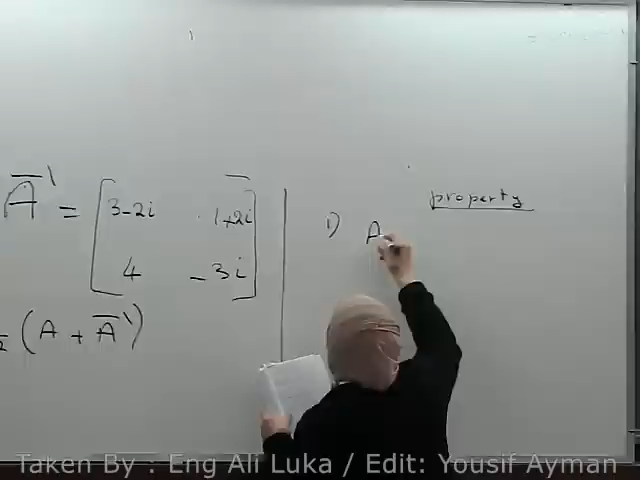 A̅' = [ 3-2i 1+2i
4 -3i ]
(A + A̅')
property
1) A
Taken By : Eng Ali Luka / Edit: Yousif Ayman